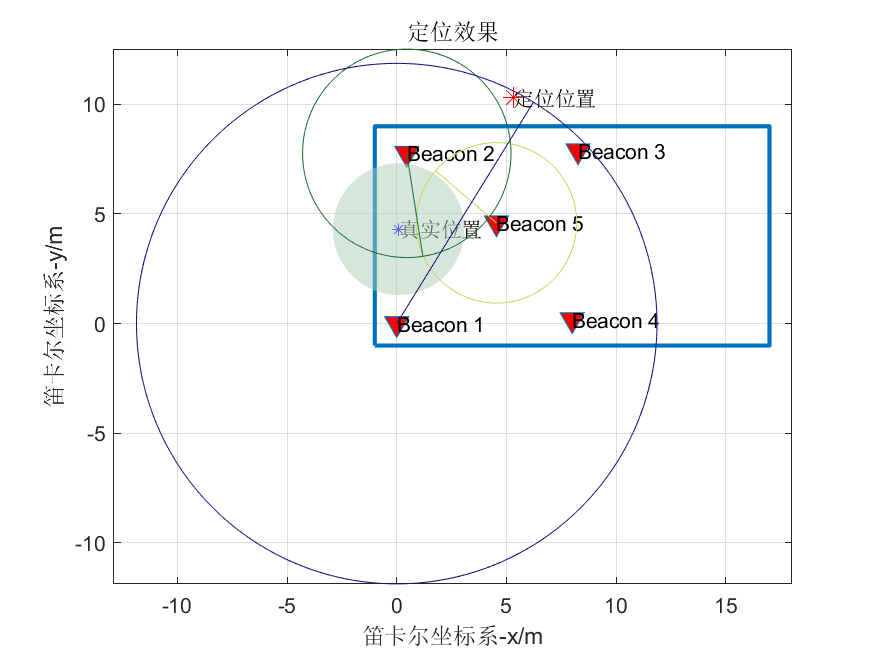 定位效果
10
5
0
-5
-10
笛卡尔坐标系-y/m
定位位置
Beacon 2
Beacon 3
真实位置
Beacon 5
Beacon 1
Beacon 4
-10
-5
0
5
10
15
笛卡尔坐标系-x/m